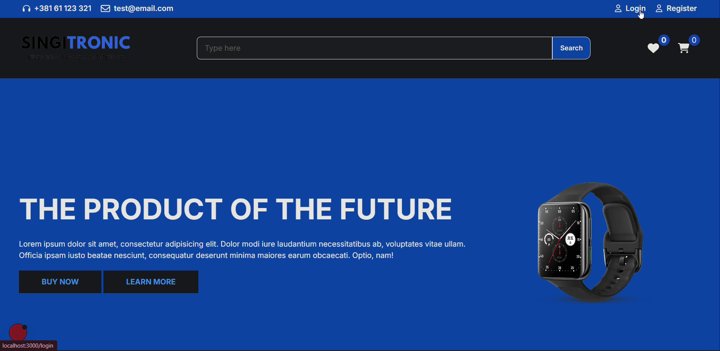 +381 61 123 321 test@email.com Login Register
SINGITRONIC
Type here Search 0 0
THE PRODUCT OF THE FUTURE
Lorem ipsum dolor sit amet, consectetur adipisicing elit. Dolor modi iure laudantium necessitatibus ab, voluptates vitae ullam.
Officia ipsam iusto beatae nesciunt, consequatur deserunt minima maiores earum obcaecati. Optio, nam!
BUY NOW LEARN MORE
localhost:3000/login